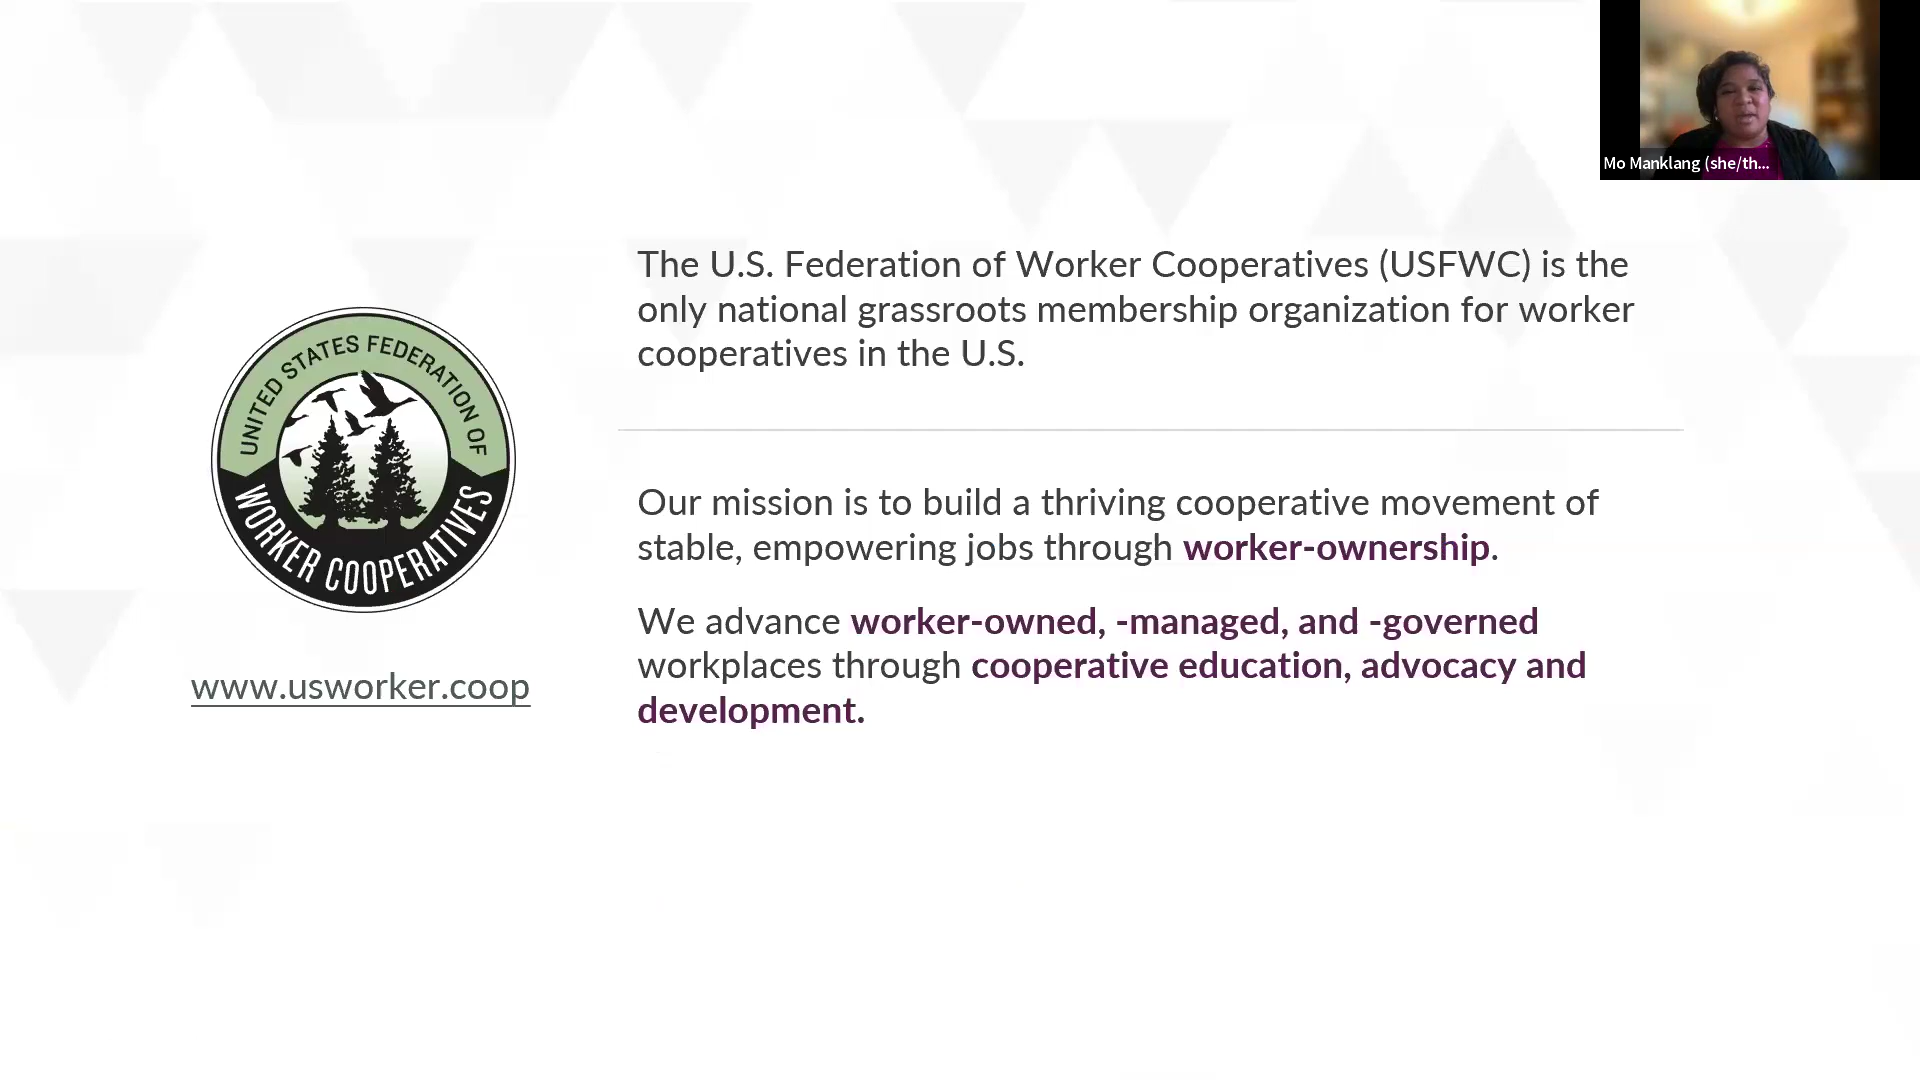 Mo Manklang (she/th...
The U.S. Federation of Worker Cooperatives (USFWC) is the
only national grassroots membership organization for worker
cooperatives in the U.S.
UNITED STATES FEDERATION OF
WORKER COOPERATIVES
www.usworker.coop
Our mission is to build a thriving cooperative movement of
stable, empowering jobs through worker-ownership.
We advance worker-owned, -managed, and -governed
workplaces through cooperative education, advocacy and
development.